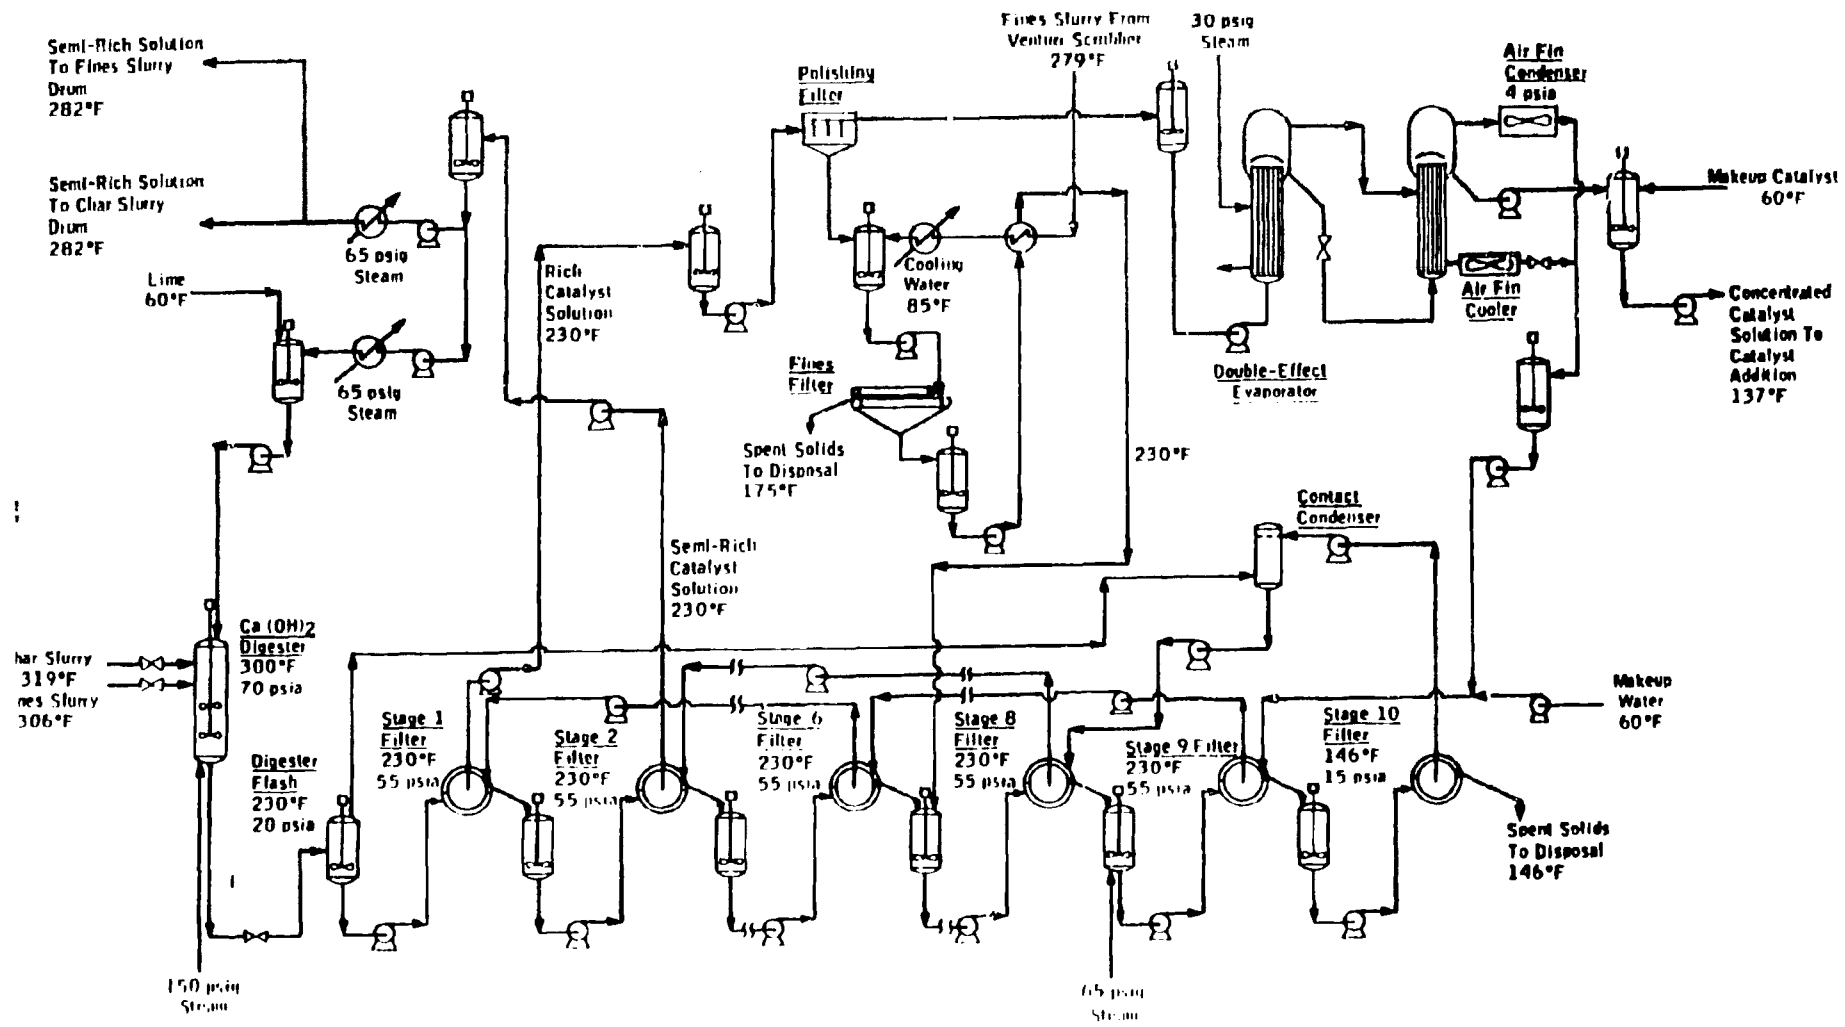 Semi-Rich Solution
To Fines Slurry
Drum
282°F
Semi-Rich Solution
To Char Slurry
Drum
282°F
65 psig
Steam
Lime
60°F
65 psig
Steam
Rich
Catalyst
Solution
230°F
Polishing
Filter
Fines Slurry From
Venturi Scrubber
279°F
30 psig
Steam
Air Fin
Condenser
4 psia
Makeup Catalyst
60°F
Cooling
Water
85°F
Air Fin
Cooler
Concentrated
Catalyst
Solution To
Catalyst
Addition
137°F
Double-Effect
Evaporator
Fines
Filter
Spent Solids
To Disposal
175°F
230°F
Contact
Condenser
Semi-Rich
Catalyst
Solution
230°F
Ca (OH)2
Digester
300°F
70 psia
har Slurry
319°F
nes Slurry
306°F
Digester
Flash
230°F
20 psia
Stage 1
Filter
230°F
55 psia
Stage 2
Filter
230°F
55 psia
Stage 6
Filter
230°F
55 psia
Stage 8
Filter
230°F
55 psia
Stage 9 Filter
230°F
55 psia
Stage 10
Filter
146°F
15 psia
Makeup
Water
60°F
Spent Solids
To Disposal
146°F
150 psig
Steam
65 psig
Steam